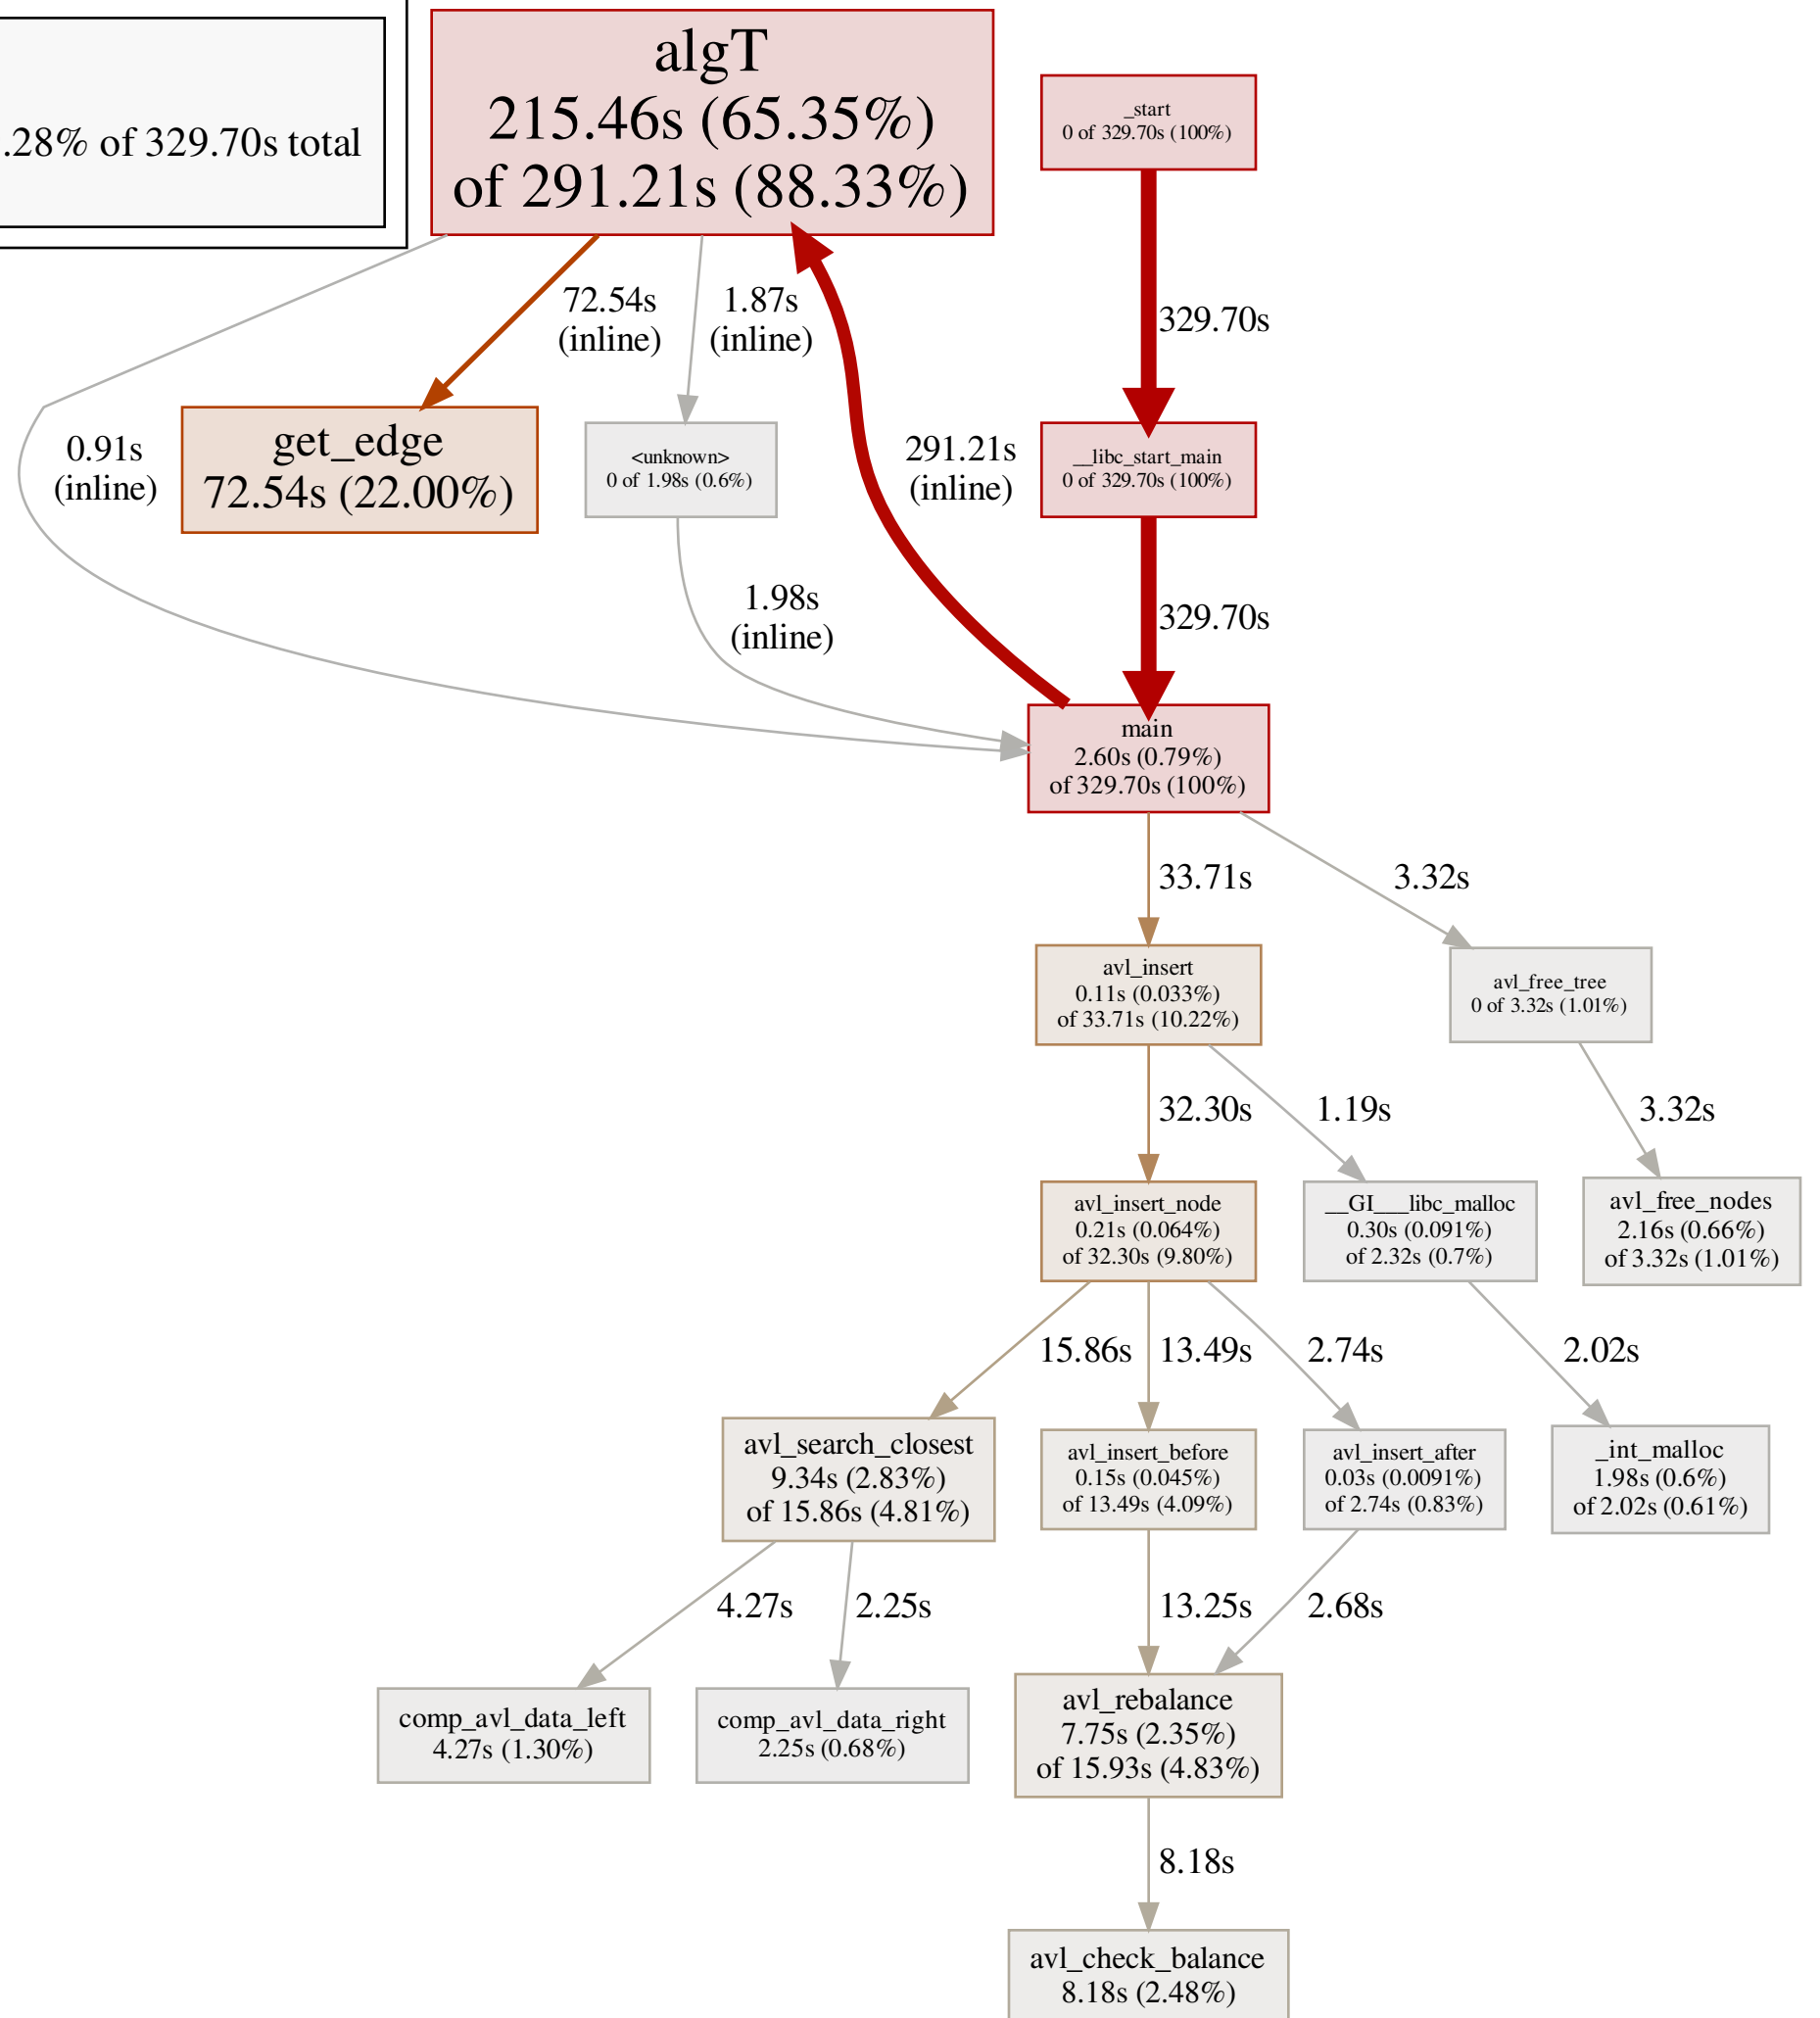 .28% of 329.70s total
algT
215.46s (65.35%)
of 291.21s (88.33%)
_start
0 of 329.70s (100%)
72.54s
(inline)
1.87s
(inline)
329.70s
0.91s
(inline)
get_edge
72.54s (22.00%)
<unknown>
0 of 1.98s (0.6%)
291.21s
(inline)
__libc_start_main
0 of 329.70s (100%)
1.98s
(inline)
329.70s
main
2.60s (0.79%)
of 329.70s (100%)
33.71s
3.32s
avl_insert
0.11s (0.033%)
of 33.71s (10.22%)
avl_free_tree
0 of 3.32s (1.01%)
32.30s
1.19s
3.32s
avl_insert_node
0.21s (0.064%)
of 32.30s (9.80%)
__GI___libc_malloc
0.30s (0.091%)
of 2.32s (0.7%)
avl_free_nodes
2.16s (0.66%)
of 3.32s (1.01%)
15.86s
13.49s
2.74s
2.02s
avl_search_closest
9.34s (2.83%)
of 15.86s (4.81%)
avl_insert_before
0.15s (0.045%)
of 13.49s (4.09%)
avl_insert_after
0.03s (0.0091%)
of 2.74s (0.83%)
_int_malloc
1.98s (0.6%)
of 2.02s (0.61%)
4.27s
2.25s
13.25s
2.68s
comp_avl_data_left
4.27s (1.30%)
comp_avl_data_right
2.25s (0.68%)
avl_rebalance
7.75s (2.35%)
of 15.93s (4.83%)
8.18s
avl_check_balance
8.18s (2.48%)